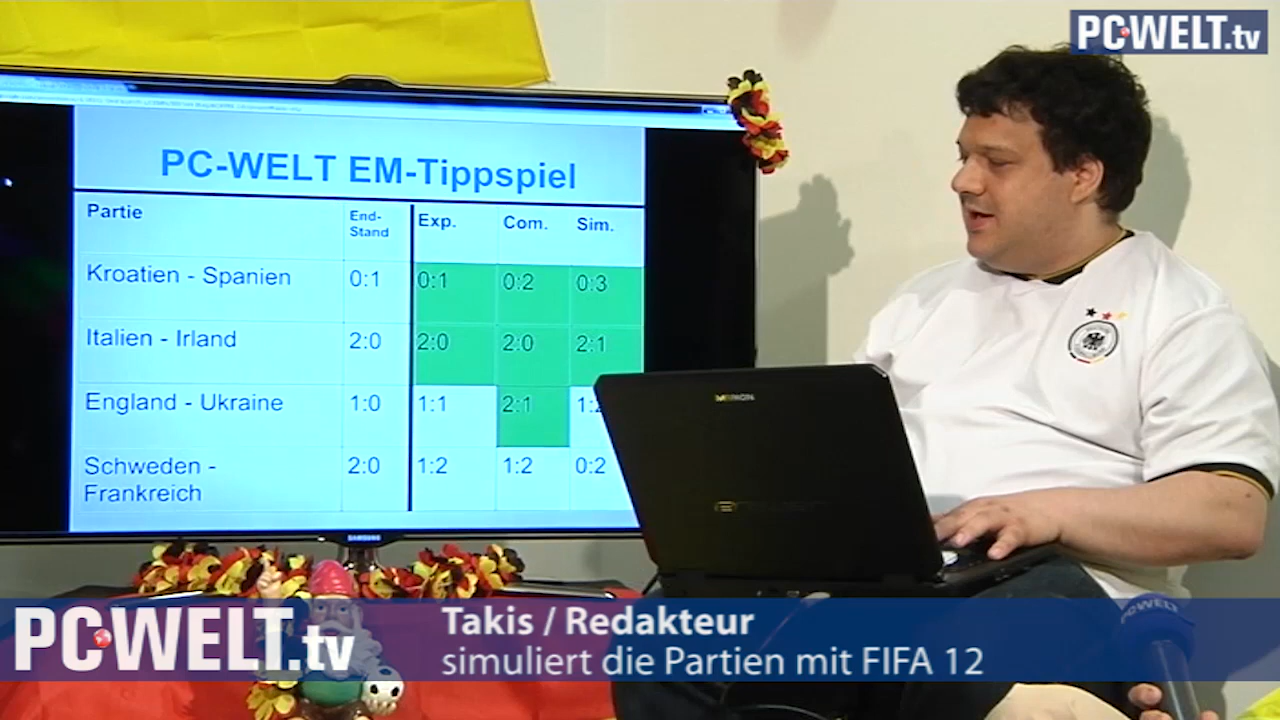 PCWELT.tv
PC-WELT EM-Tippspiel
Partie End-Stand Exp. Com. Sim.
Kroatien - Spanien 0:1 0:1 0:2 0:3
Italien - Irland 2:0 2:0 2:0 2:1
England - Ukraine 1:0 1:1 2:1
Schweden - 2:0 1:2 1:2 0:2
Frankreich
SAMSUNG
PCWELT.tv
Takis / Redakteur
simuliert die Partien mit FIFA 12
PCWELT